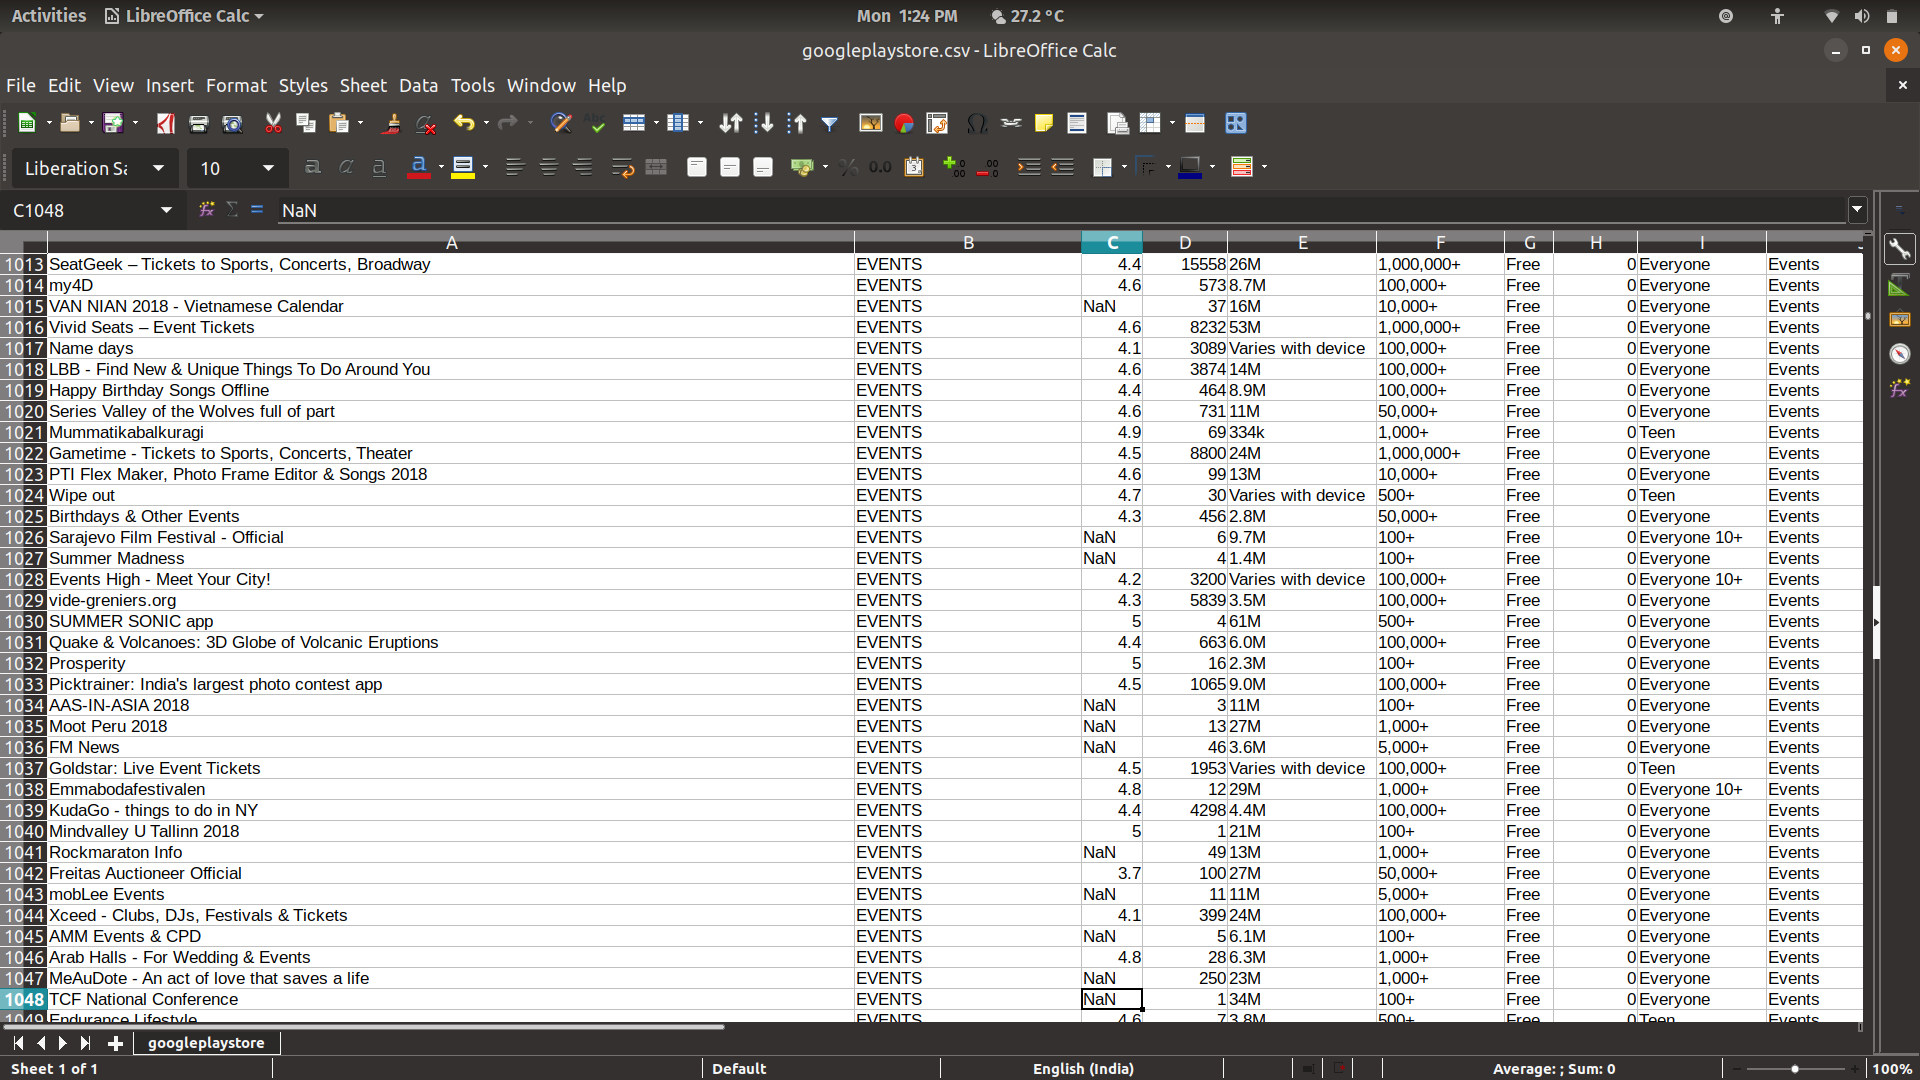 Activities LibreOffice Calc Mon 1:24 PM 27.2 °C
googleplaystore.csv - LibreOffice Calc
File Edit View Insert Format Styles Sheet Data Tools Window Help
Liberation Sa 10
C1048 NaN
A B C D E F G H I
1013 SeatGeek – Tickets to Sports, Concerts, Broadway EVENTS 4.4 15558 26M 1,000,000+ Free 0 Everyone Events
1014 my4D EVENTS 4.6 573 8.7M 100,000+ Free 0 Everyone Events
1015 VAN NIAN 2018 - Vietnamese Calendar EVENTS NaN 37 16M 10,000+ Free 0 Everyone Events
1016 Vivid Seats – Event Tickets EVENTS 4.6 8232 53M 1,000,000+ Free 0 Everyone Events
1017 Name days EVENTS 4.1 3089 Varies with device 100,000+ Free 0 Everyone Events
1018 LBB - Find New & Unique Things To Do Around You EVENTS 4.6 3874 14M 100,000+ Free 0 Everyone Events
1019 Happy Birthday Songs Offline EVENTS 4.4 464 8.9M 100,000+ Free 0 Everyone Events
1020 Series Valley of the Wolves full of part EVENTS 4.6 731 11M 50,000+ Free 0 Everyone Events
1021 Mummatikabalkuragi EVENTS 4.9 69 334k 1,000+ Free 0 Teen Events
1022 Gametime - Tickets to Sports, Concerts, Theater EVENTS 4.5 8800 24M 1,000,000+ Free 0 Everyone Events
1023 PTI Flex Maker, Photo Frame Editor & Songs 2018 EVENTS 4.6 99 13M 10,000+ Free 0 Everyone Events
1024 Wipe out EVENTS 4.7 30 Varies with device 500+ Free 0 Teen Events
1025 Birthdays & Other Events EVENTS 4.3 456 2.8M 50,000+ Free 0 Everyone Events
1026 Sarajevo Film Festival - Official EVENTS NaN 6 9.7M 100+ Free 0 Everyone 10+ Events
1027 Summer Madness EVENTS NaN 4 1.4M 100+ Free 0 Everyone Events
1028 Events High - Meet Your City! EVENTS 4.2 3200 Varies with device 100,000+ Free 0 Everyone 10+ Events
1029 vide-greniers.org EVENTS 4.3 5839 3.5M 100,000+ Free 0 Everyone Events
1030 SUMMER SONIC app EVENTS 5 4 61M 500+ Free 0 Everyone Events
1031 Quake & Volcanoes: 3D Globe of Volcanic Eruptions EVENTS 4.4 663 6.0M 100,000+ Free 0 Everyone Events
1032 Prosperity EVENTS 5 16 2.3M 100+ Free 0 Everyone Events
1033 Picktrainer: India's largest photo contest app EVENTS 4.5 1065 9.0M 100,000+ Free 0 Everyone Events
1034 AAS-IN-ASIA 2018 EVENTS NaN 3 11M 100+ Free 0 Everyone Events
1035 Moot Peru 2018 EVENTS NaN 13 27M 1,000+ Free 0 Everyone Events
1036 FM News EVENTS NaN 46 3.6M 5,000+ Free 0 Everyone Events
1037 Goldstar: Live Event Tickets EVENTS 4.5 1953 Varies with device 100,000+ Free 0 Teen Events
1038 Emmabodafestivalen EVENTS 4.8 12 29M 1,000+ Free 0 Everyone 10+ Events
1039 KudaGo - things to do in NY EVENTS 4.4 4298 4.4M 100,000+ Free 0 Everyone Events
1040 Mindvalley U Tallinn 2018 EVENTS 5 1 21M 100+ Free 0 Everyone Events
1041 Rockmaraton Info EVENTS NaN 49 13M 1,000+ Free 0 Everyone Events
1042 Freitas Auctioneer Official EVENTS 3.7 100 27M 50,000+ Free 0 Everyone Events
1043 mobLee Events EVENTS NaN 11 11M 5,000+ Free 0 Everyone Events
1044 Xceed - Clubs, DJs, Festivals & Tickets EVENTS 4.1 399 24M 100,000+ Free 0 Everyone Events
1045 AMM Events & CPD EVENTS NaN 5 6.1M 100+ Free 0 Everyone Events
1046 Arab Halls - For Wedding & Events EVENTS 4.8 28 6.3M 1,000+ Free 0 Everyone Events
1047 MeAuDote - An act of love that saves a life EVENTS NaN 250 23M 1,000+ Free 0 Everyone Events
1048 TCF National Conference EVENTS NaN 1 34M 100+ Free 0 Everyone Events
1049 Endurance Lifestyle EVENTS 4.6 7 3.8M 500+ Free 0 Teen Events
googleplaystore
Sheet 1 of 1 Default English (India) Average: ; Sum: 0 100%